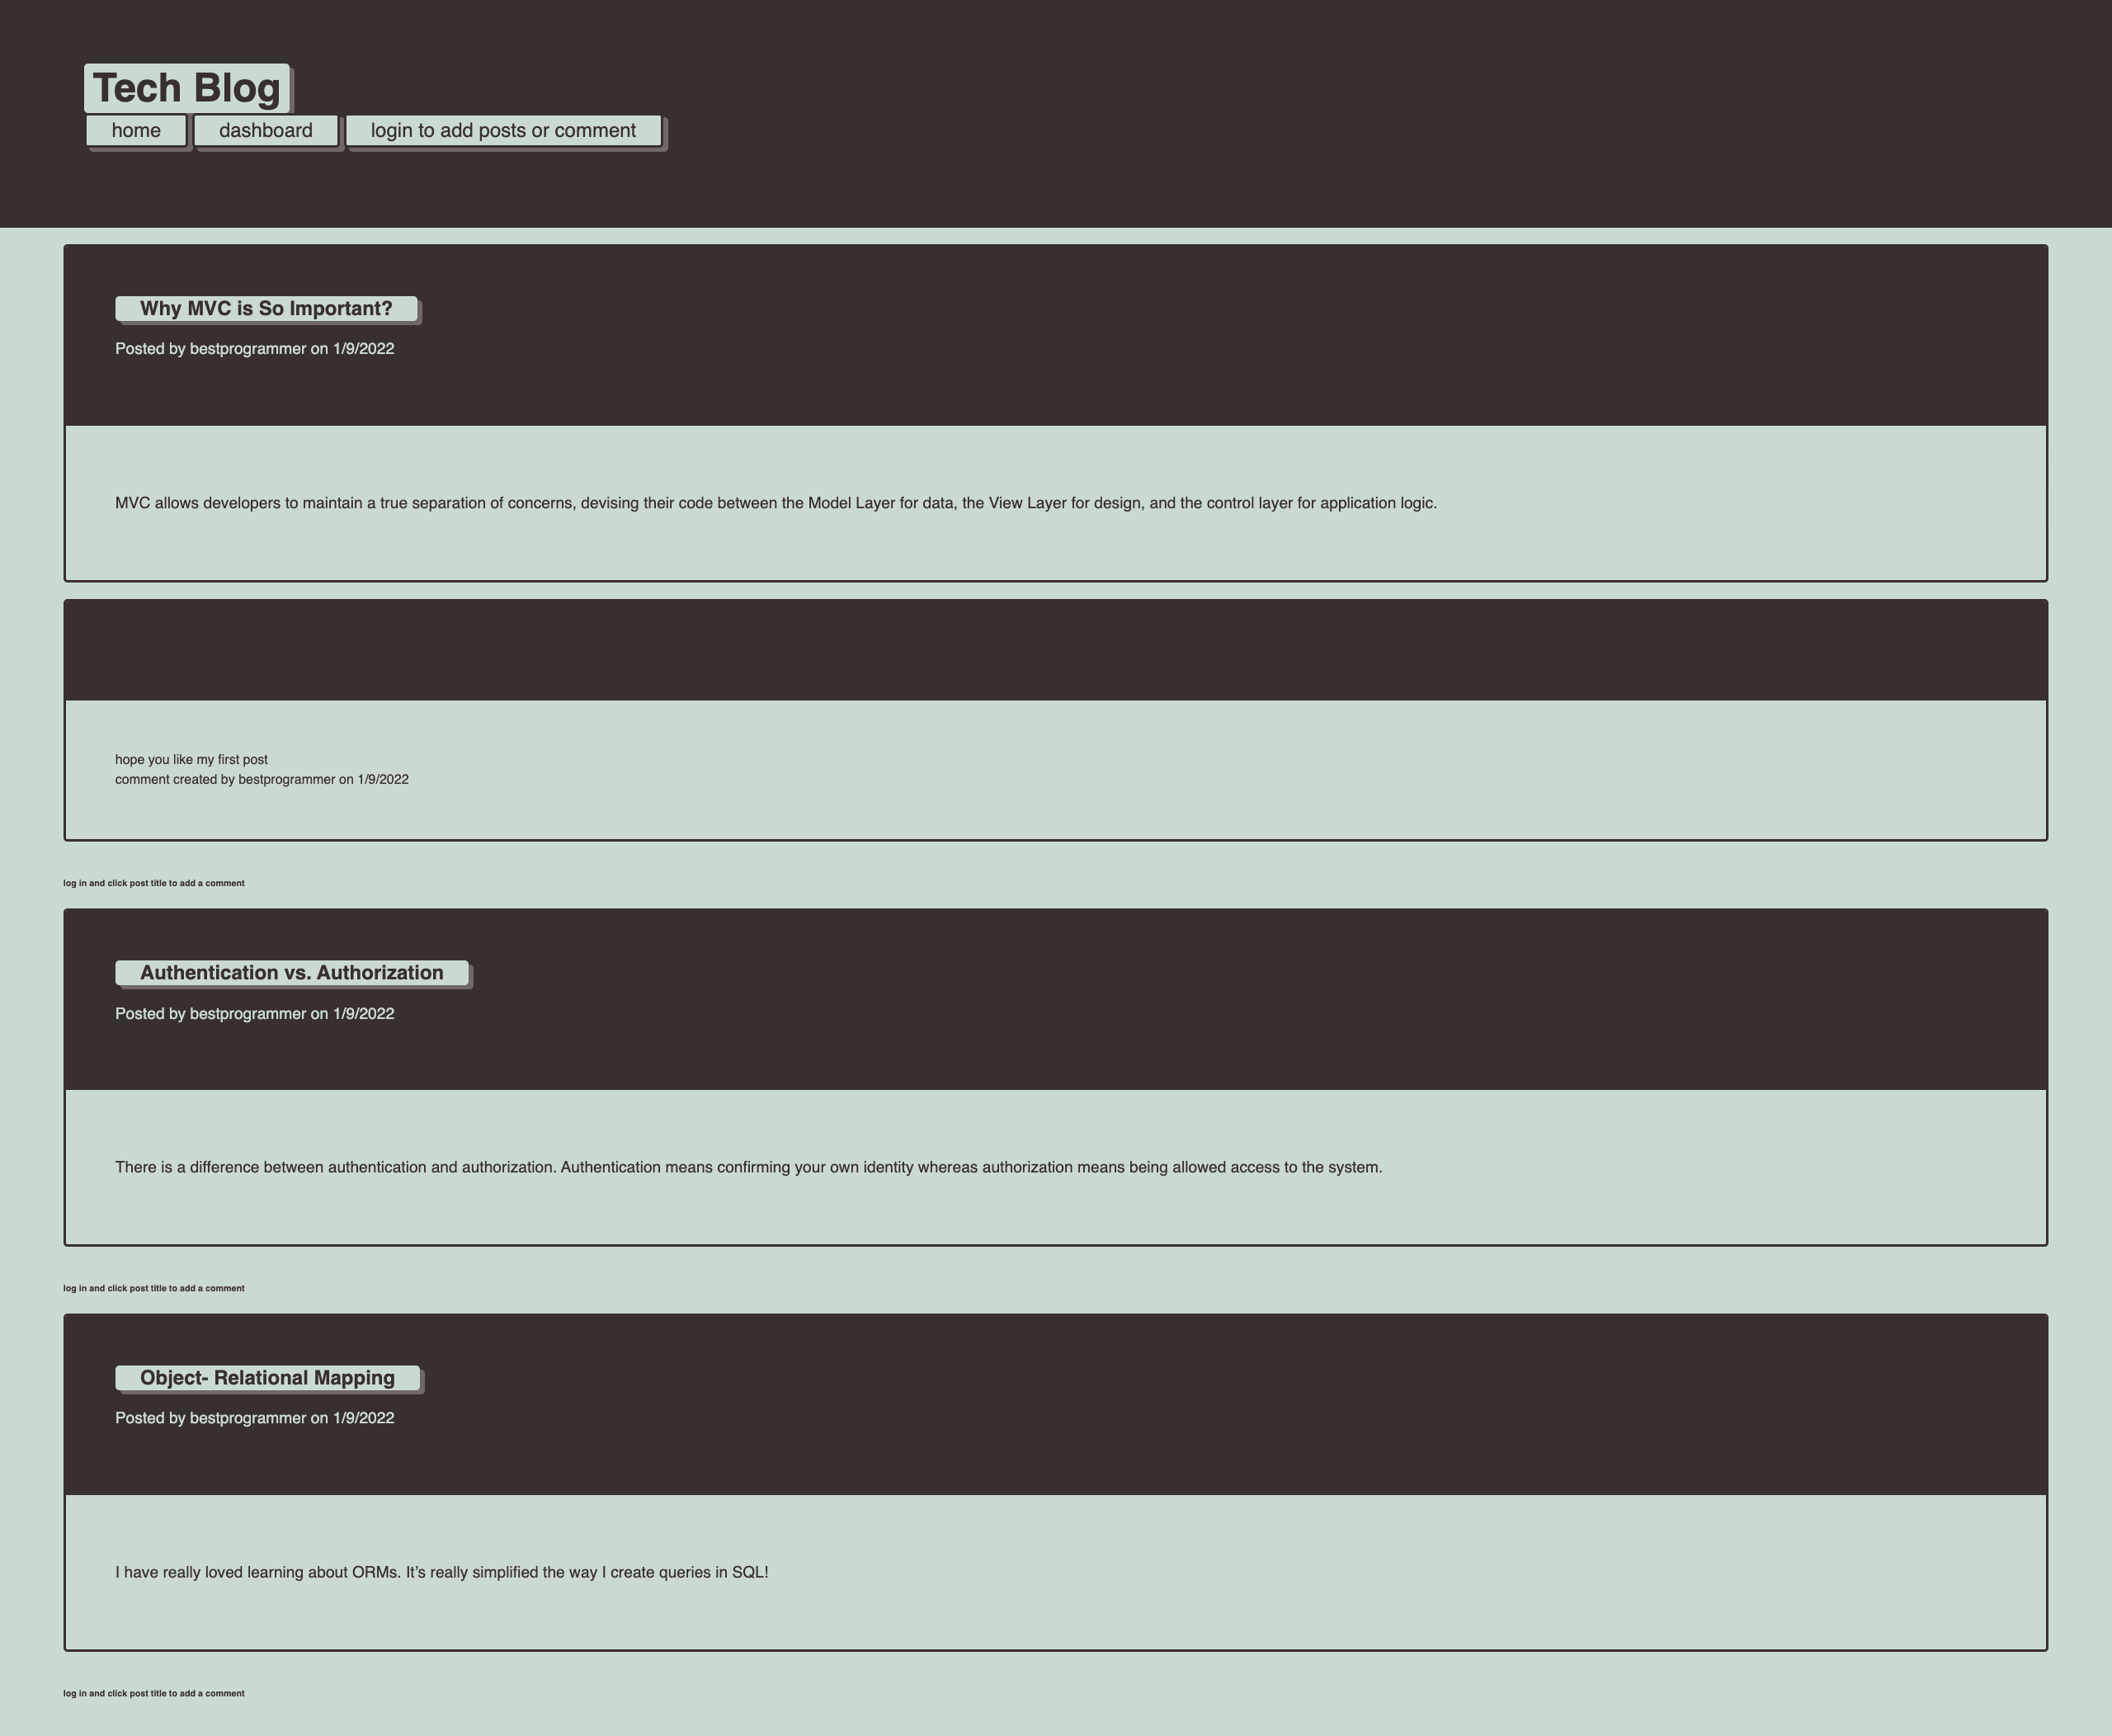 Tech Blog
home dashboard login to add posts or comment
Why MVC is So Important?
Posted by bestprogrammer on 1/9/2022
MVC allows developers to maintain a true separation of concerns, devising their code between the Model Layer for data, the View Layer for design, and the control layer for application logic.
hope you like my first post
comment created by bestprogrammer on 1/9/2022
log in and click post title to add a comment
Authentication vs. Authorization
Posted by bestprogrammer on 1/9/2022
There is a difference between authentication and authorization. Authentication means confirming your own identity whereas authorization means being allowed access to the system.
log in and click post title to add a comment
Object- Relational Mapping
Posted by bestprogrammer on 1/9/2022
I have really loved learning about ORMs. It’s really simplified the way I create queries in SQL!
log in and click post title to add a comment